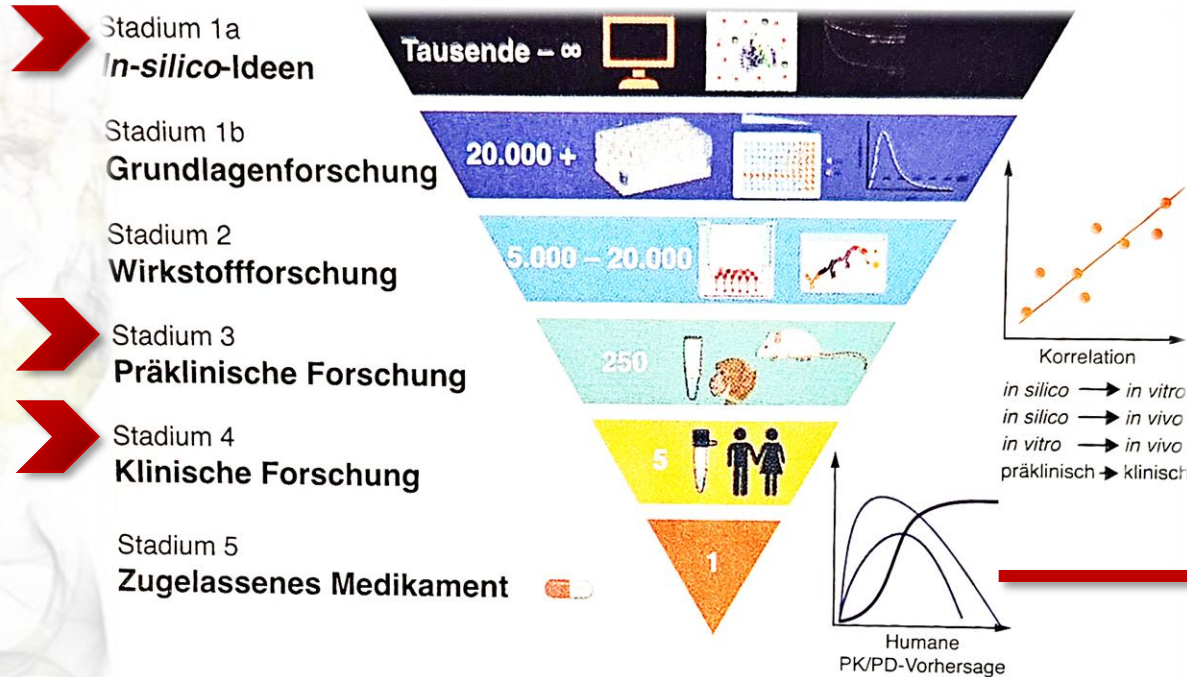 Stadium 1a
In-silico-Ideen
Tausende – ∞
Stadium 1b
Grundlagenforschung
20.000 +
Stadium 2
Wirkstoffforschung
5.000 – 20.000
Stadium 3
Präklinische Forschung
250
Stadium 4
Klinische Forschung
5
Stadium 5
Zugelassenes Medikament
1
Korrelation
in silico → in vitro
in silico → in vivo
in vitro → in vivo
präklinisch → klinisch
Humane
PK/PD-Vorhersage